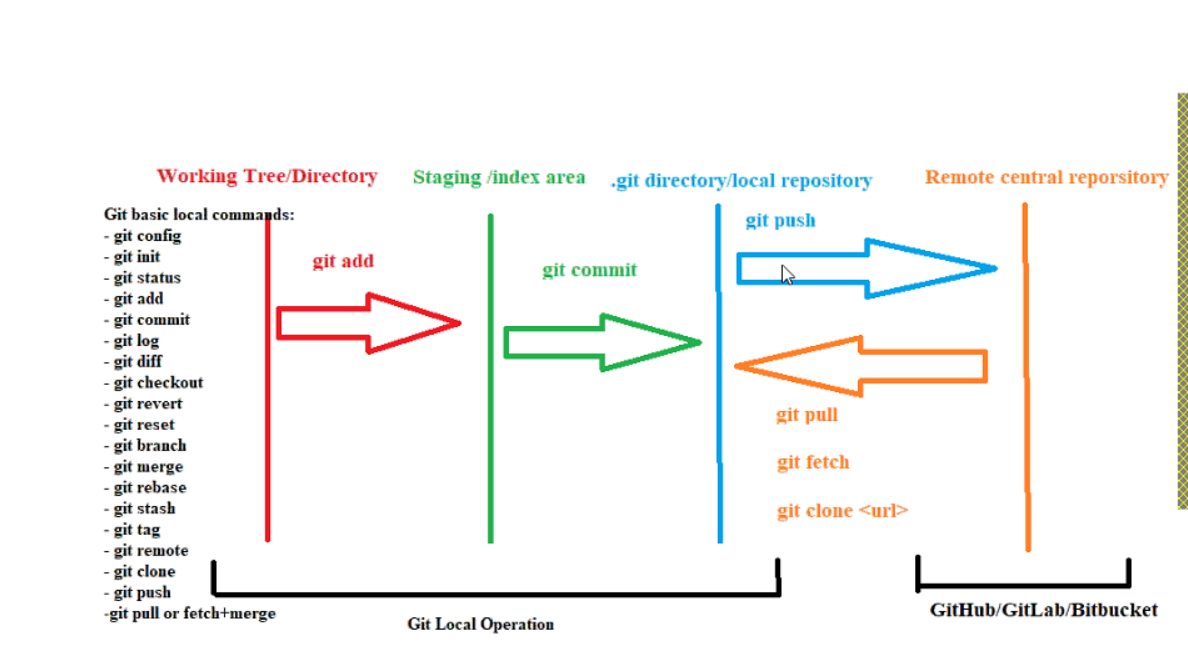 Working Tree/Directory
Staging /index area
.git directory/local repository
Remote central reporsitory
Git basic local commands:
- git config
- git init
- git status
- git add
- git commit
- git log
- git diff
- git checkout
- git revert
- git reset
- git branch
- git merge
- git rebase
- git stash
- git tag
- git remote
- git clone
- git push
-git pull or fetch+merge
git add
git commit
git push
git pull
git fetch
git clone <url>
Git Local Operation
GitHub/GitLab/Bitbucket